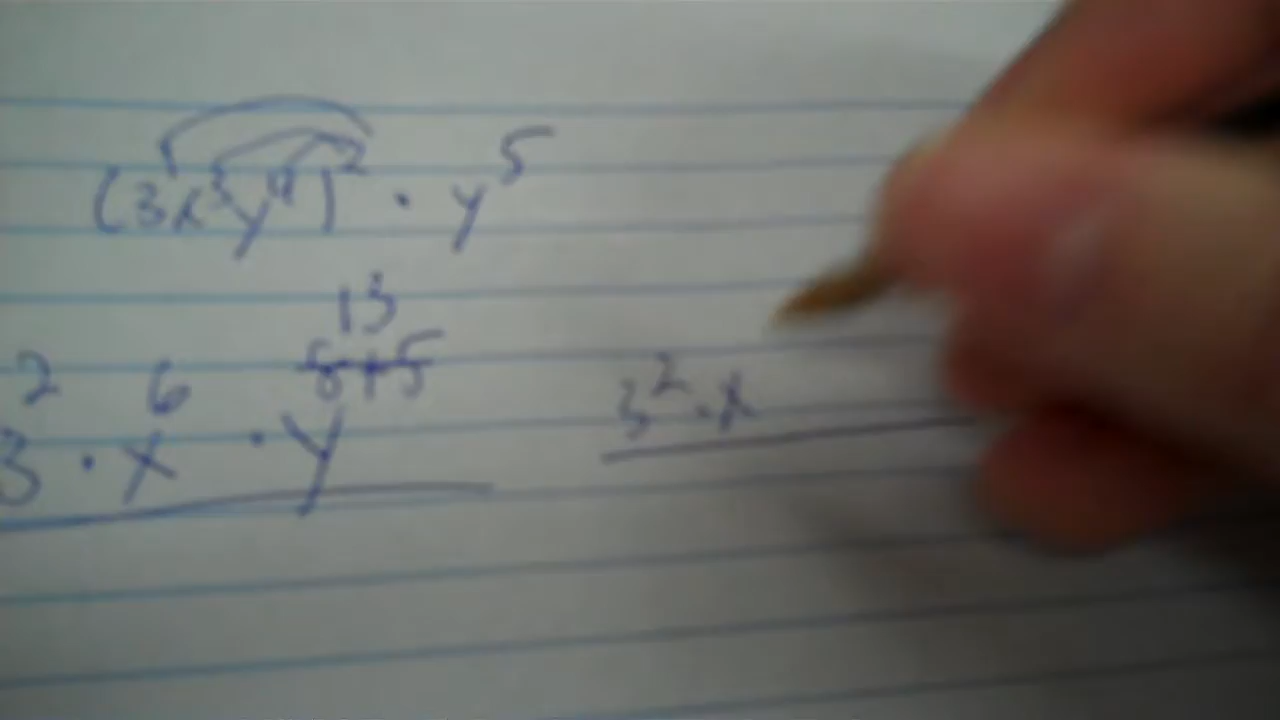 (3x³y⁴)² · y⁵
13
8+5
3² · x⁶ · y
3² · x